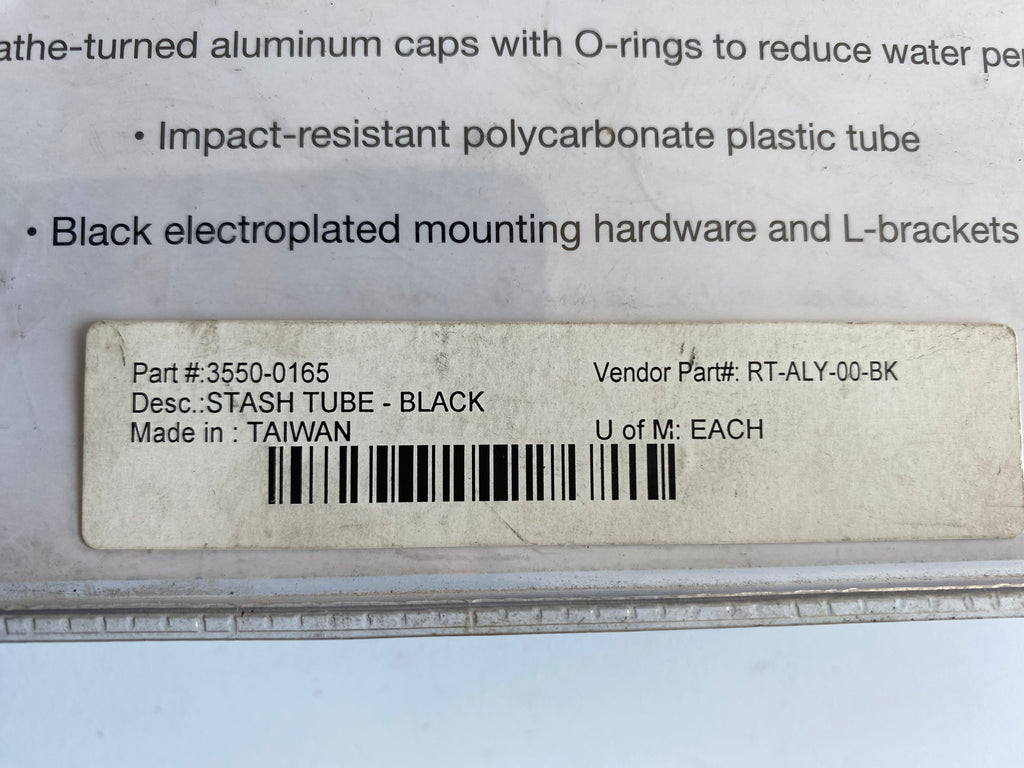 athe-turned aluminum caps with O-rings to reduce water pe
• Impact-resistant polycarbonate plastic tube
• Black electroplated mounting hardware and L-brackets
Part #:3550-0165 Vendor Part#: RT-ALY-00-BK
Desc.:STASH TUBE - BLACK
Made in : TAIWAN U of M: EACH